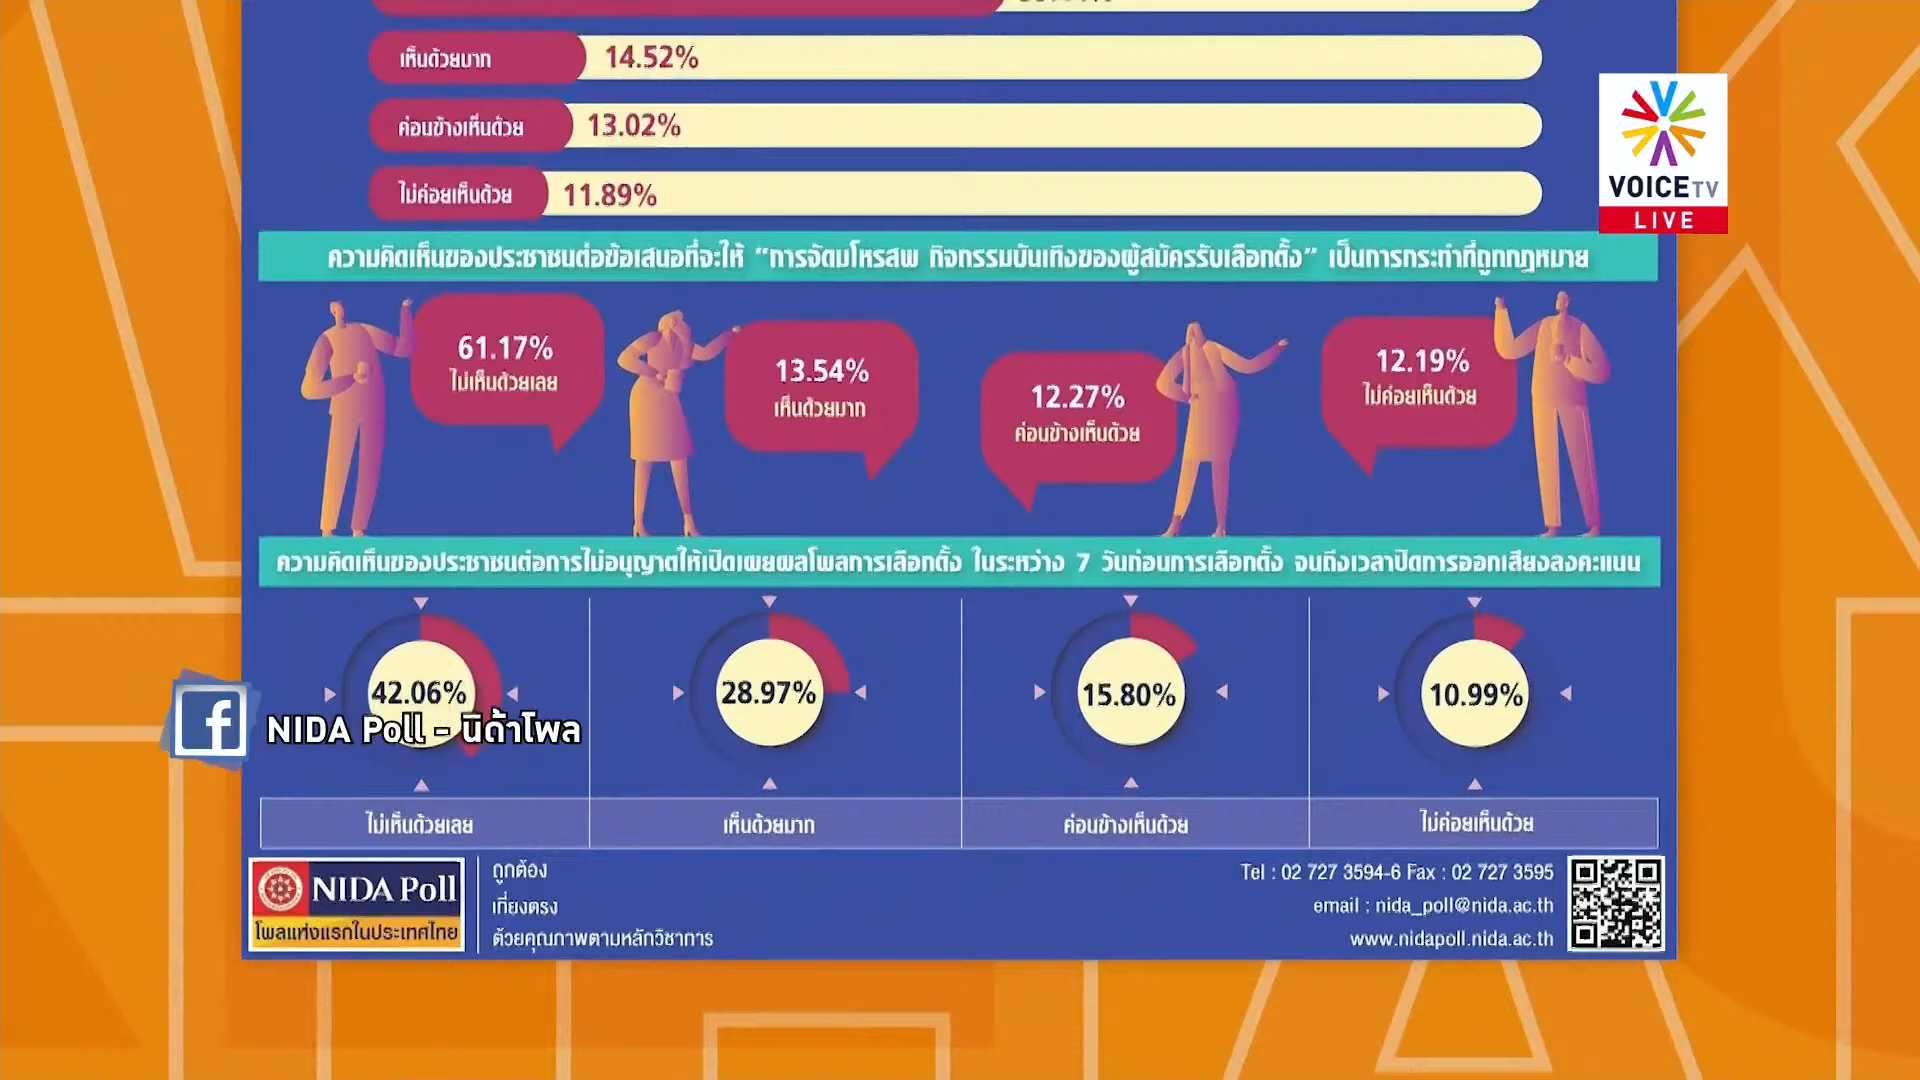 เห็นด้วยมาก
14.52%
ค่อนข้างเห็นด้วย
13.02%
ไม่ค่อยเห็นด้วย
11.89%
VOICETV
LIVE
ความคิดเห็นของประชาชนต่อข้อเสนอที่จะให้ “การจัดมโหรสพ กิจกรรมบันเทิงของผู้สมัครรับเลือกตั้ง” เป็นการกระทำที่ถูกกฎหมาย
61.17%
ไม่เห็นด้วยเลย
13.54%
เห็นด้วยมาก
12.27%
ค่อนข้างเห็นด้วย
12.19%
ไม่ค่อยเห็นด้วย
ความคิดเห็นของประชาชนต่อการไม่อนุญาตให้เปิดเผยผลโพลการเลือกตั้ง ในระหว่าง 7 วันก่อนการเลือกตั้ง จนถึงเวลาปิดการออกเสียงลงคะแนน
42.06%
28.97%
15.80%
10.99%
f NIDA Poll - นิด้าโพล
ไม่เห็นด้วยเลย
เห็นด้วยมาก
ค่อนข้างเห็นด้วย
ไม่ค่อยเห็นด้วย
NIDA Poll
โพลแห่งแรกในประเทศไทย
ถูกต้อง
เที่ยงตรง
ด้วยคุณภาพตามหลักวิชาการ
Tel : 02 727 3594-6 Fax : 02 727 3595
email : nida_poll@nida.ac.th
www.nidapoll.nida.ac.th